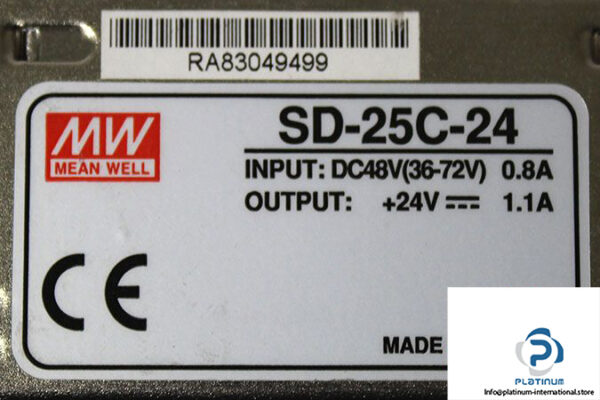 RA83049499
MW
MEAN WELL
SD-25C-24
INPUT: DC48V(36-72V) 0.8A
OUTPUT: +24V 1.1A
CE
MADE
PLATINUM
Info@platinum-international.store